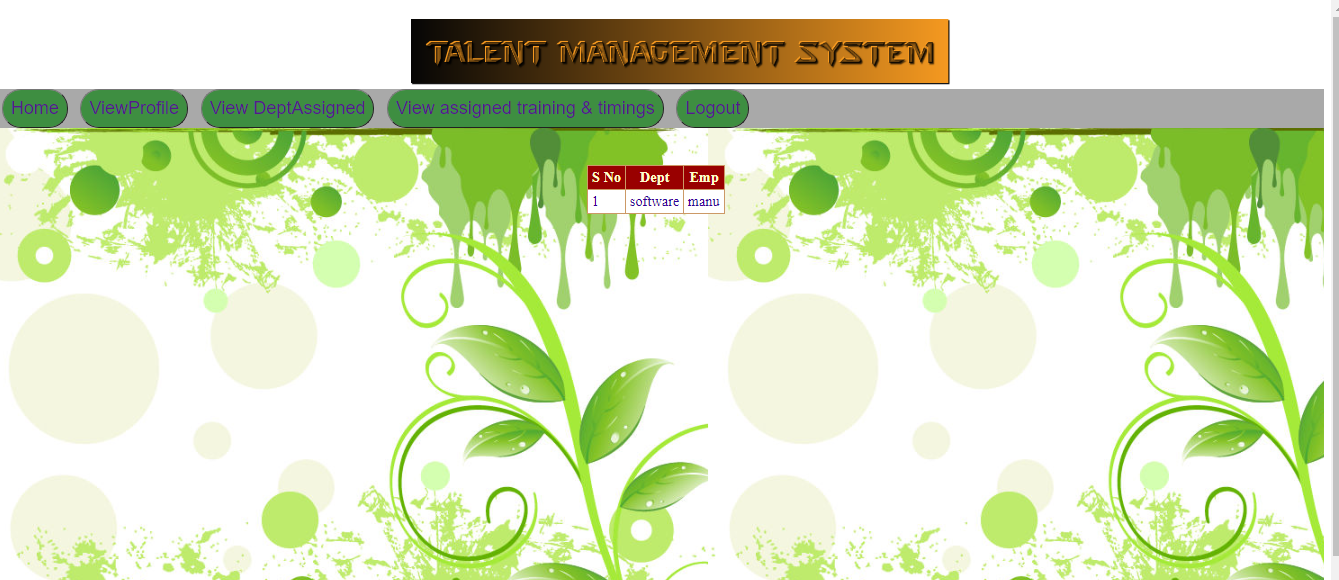 TALENT MANAGEMENT SYSTEM
Home ViewProfile View DeptAssigned View assigned training & timings Logout
S No Dept Emp
1 software manu